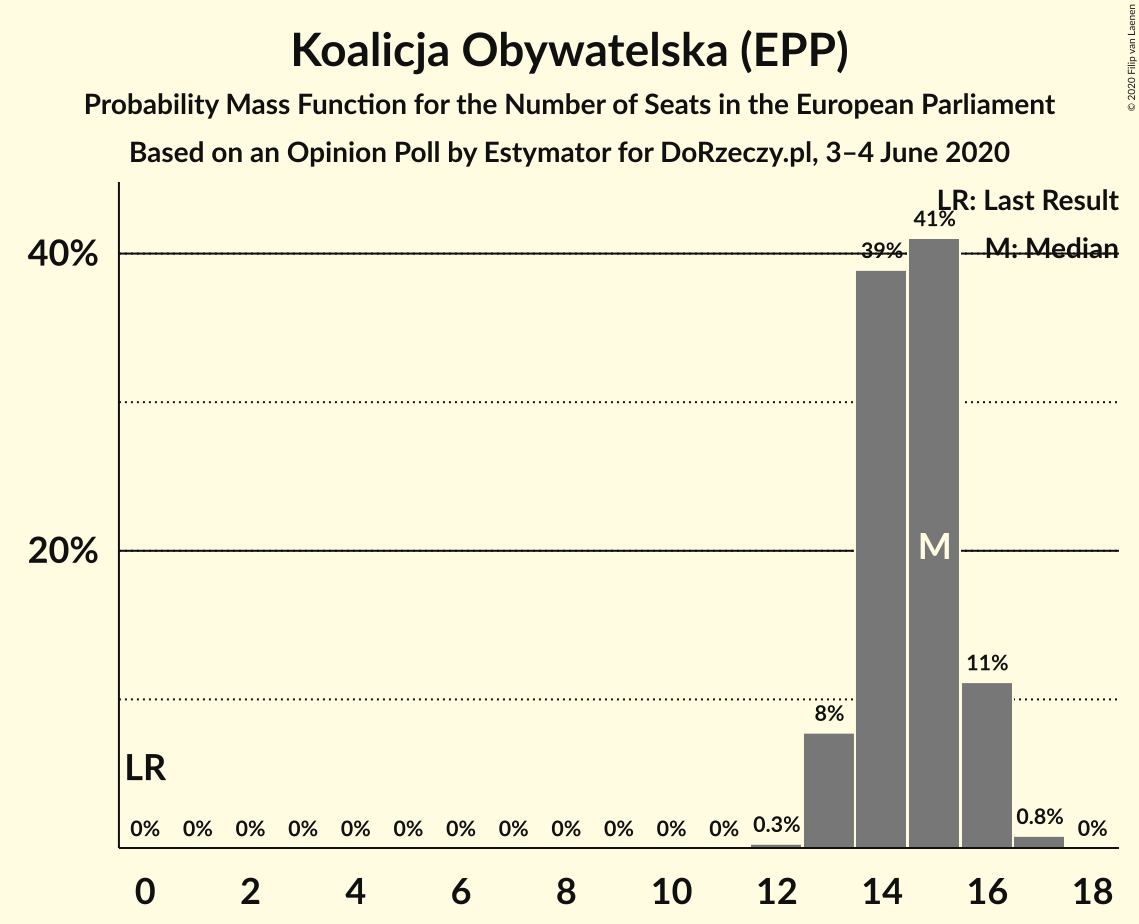 Koalicja Obywatelska (EPP)
Probability Mass Function for the Number of Seats in the European Parliament
Based on an Opinion Poll by Estymator for DoRzeczy.pl, 3–4 June 2020
© 2020 Filip van Laenen
LR: Last Result
M: Median
40%
20%
41%
39%
M
11%
8%
LR
0% 0% 0% 0% 0% 0% 0% 0% 0% 0% 0% 0% 0.3% 0.8% 0%
0 2 4 6 8 10 12 14 16 18